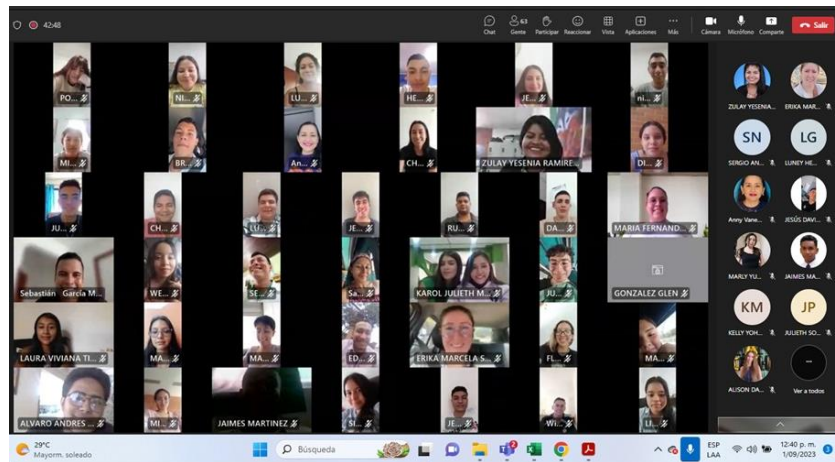 42:48
Chat
63
Gente
Participar
Reaccionar
Vista
Aplicaciones
Más
Cámara
Micrófono
Comparte
Salir
PO...
NI...
LU...
HE...
JE...
ni...
MI...
BR...
An...
CH...
ZULAY YESENIA RAMIRE...
DI...
JU...
CH...
LU...
JE...
RU...
DA...
MARIA FERNAND...
Sebastián García M...
WE...
SE...
Sa...
KAROL JULIETH M...
JU...
GONZALEZ GLEN
LAURA VIVIANA TI...
MA...
MA...
ED...
ERIKA MARCELA S...
FL...
MA...
ALVARO ANDRES ...
MI...
JAIMES MARTINEZ
SI...
JE...
Wi...
LI...
ZULAY YESENIA...
ERIKA MAR...
SN
LG
SERGIO AN...
LUNEY HE...
Anny Vane...
JESÚS DAVI...
MARLY YU...
JAIMES MA...
KM
JP
KELLY YOH...
JULIETH SO...
ALISON DA...
Ver a todos
29°C
Mayorm. soleado
Búsqueda
ESP
LAA
12:40 p. m.
1/09/2023